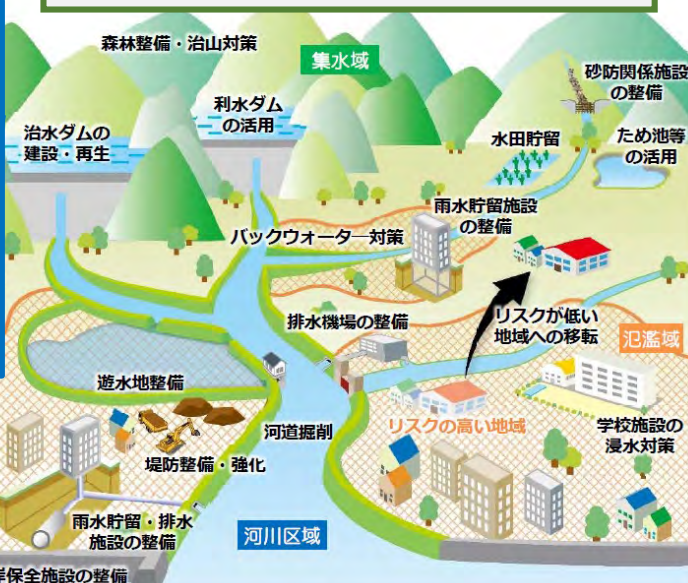 森林整備・治山対策
集水域
砂防関係施設
の整備
治水ダムの
建設・再生
利水ダム
の活用
水田貯留
ため池等
の活用
雨水貯留施設
の整備
バックウォーター対策
排水機場の整備
リスクが低い
地域への移転
氾濫域
遊水地整備
リスクの高い地域
学校施設の
浸水対策
河道掘削
堤防整備・強化
雨水貯留・排水
施設の整備
河川区域
岸保全施設の整備